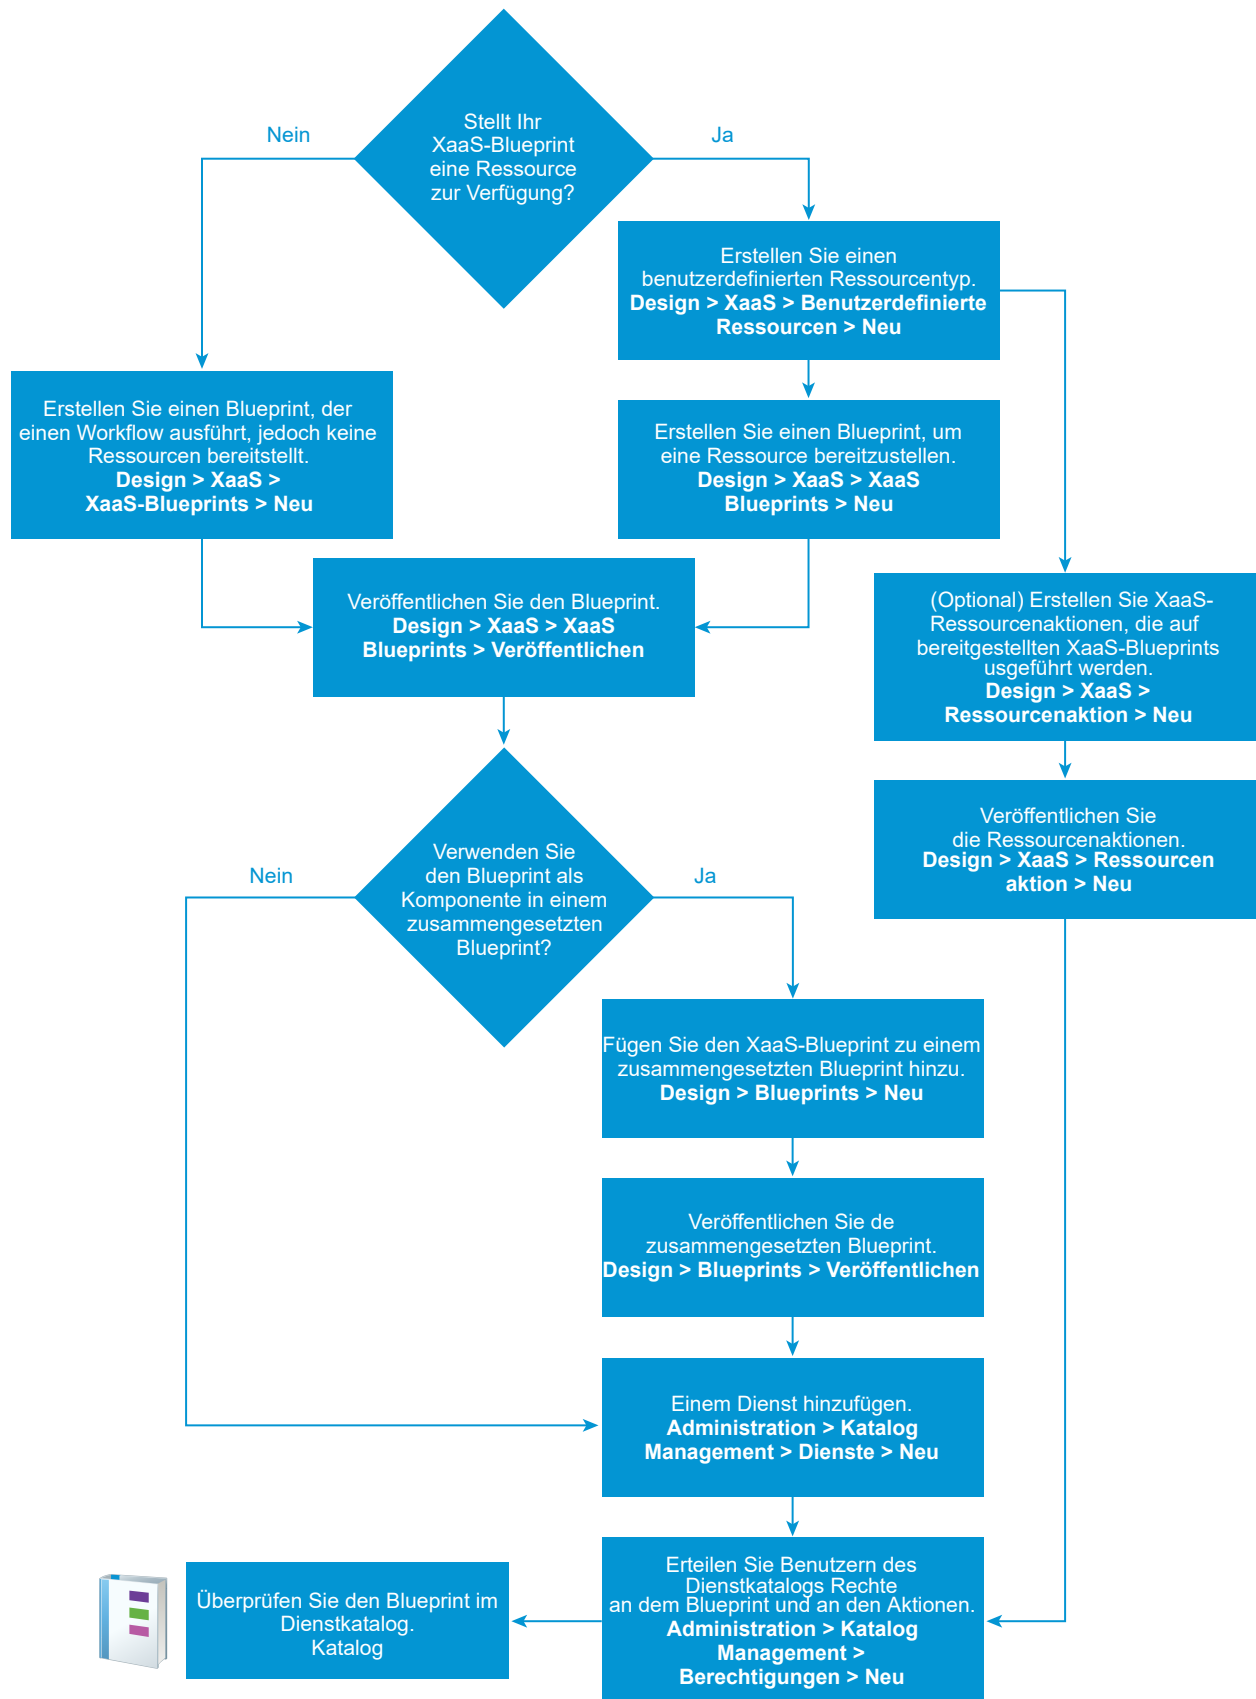 Stellt Ihr
XaaS-Blueprint
eine Ressource
zur Verfügung?
Nein
Ja
Erstellen Sie einen
benutzerdefinierten Ressourcentyp.
Design > XaaS > Benutzerdefinierte
Ressourcen > Neu
Erstellen Sie einen Blueprint, der
einen Workflow ausführt, jedoch keine
Ressourcen bereitstellt.
Design > XaaS >
XaaS-Blueprints > Neu
Erstellen Sie einen Blueprint, um
eine Ressource bereitzustellen.
Design > XaaS > XaaS
Blueprints > Neu
Veröffentlichen Sie den Blueprint.
Design > XaaS > XaaS
Blueprints > Veröffentlichen
(Optional) Erstellen Sie XaaS-
Ressourcenaktionen, die auf
bereitgestellten XaaS-Blueprints
usgeführt werden.
Design > XaaS >
Ressourcenaktion > Neu
Veröffentlichen Sie
die Ressourcenaktionen.
Design > XaaS > Ressourcen
aktion > Neu
Verwenden Sie
den Blueprint als
Komponente in einem
zusammengesetzten
Blueprint?
Nein
Ja
Fügen Sie den XaaS-Blueprint zu einem
zusammengesetzten Blueprint hinzu.
Design > Blueprints > Neu
Veröffentlichen Sie de
zusammengesetzten Blueprint.
Design > Blueprints > Veröffentlichen
Einem Dienst hinzufügen.
Administration > Katalog
Management > Dienste > Neu
Erteilen Sie Benutzern des
Dienstkatalogs Rechte
an dem Blueprint und an den Aktionen.
Administration > Katalog
Management >
Berechtigungen > Neu
Überprüfen Sie den Blueprint im
Dienstkatalog.
Katalog